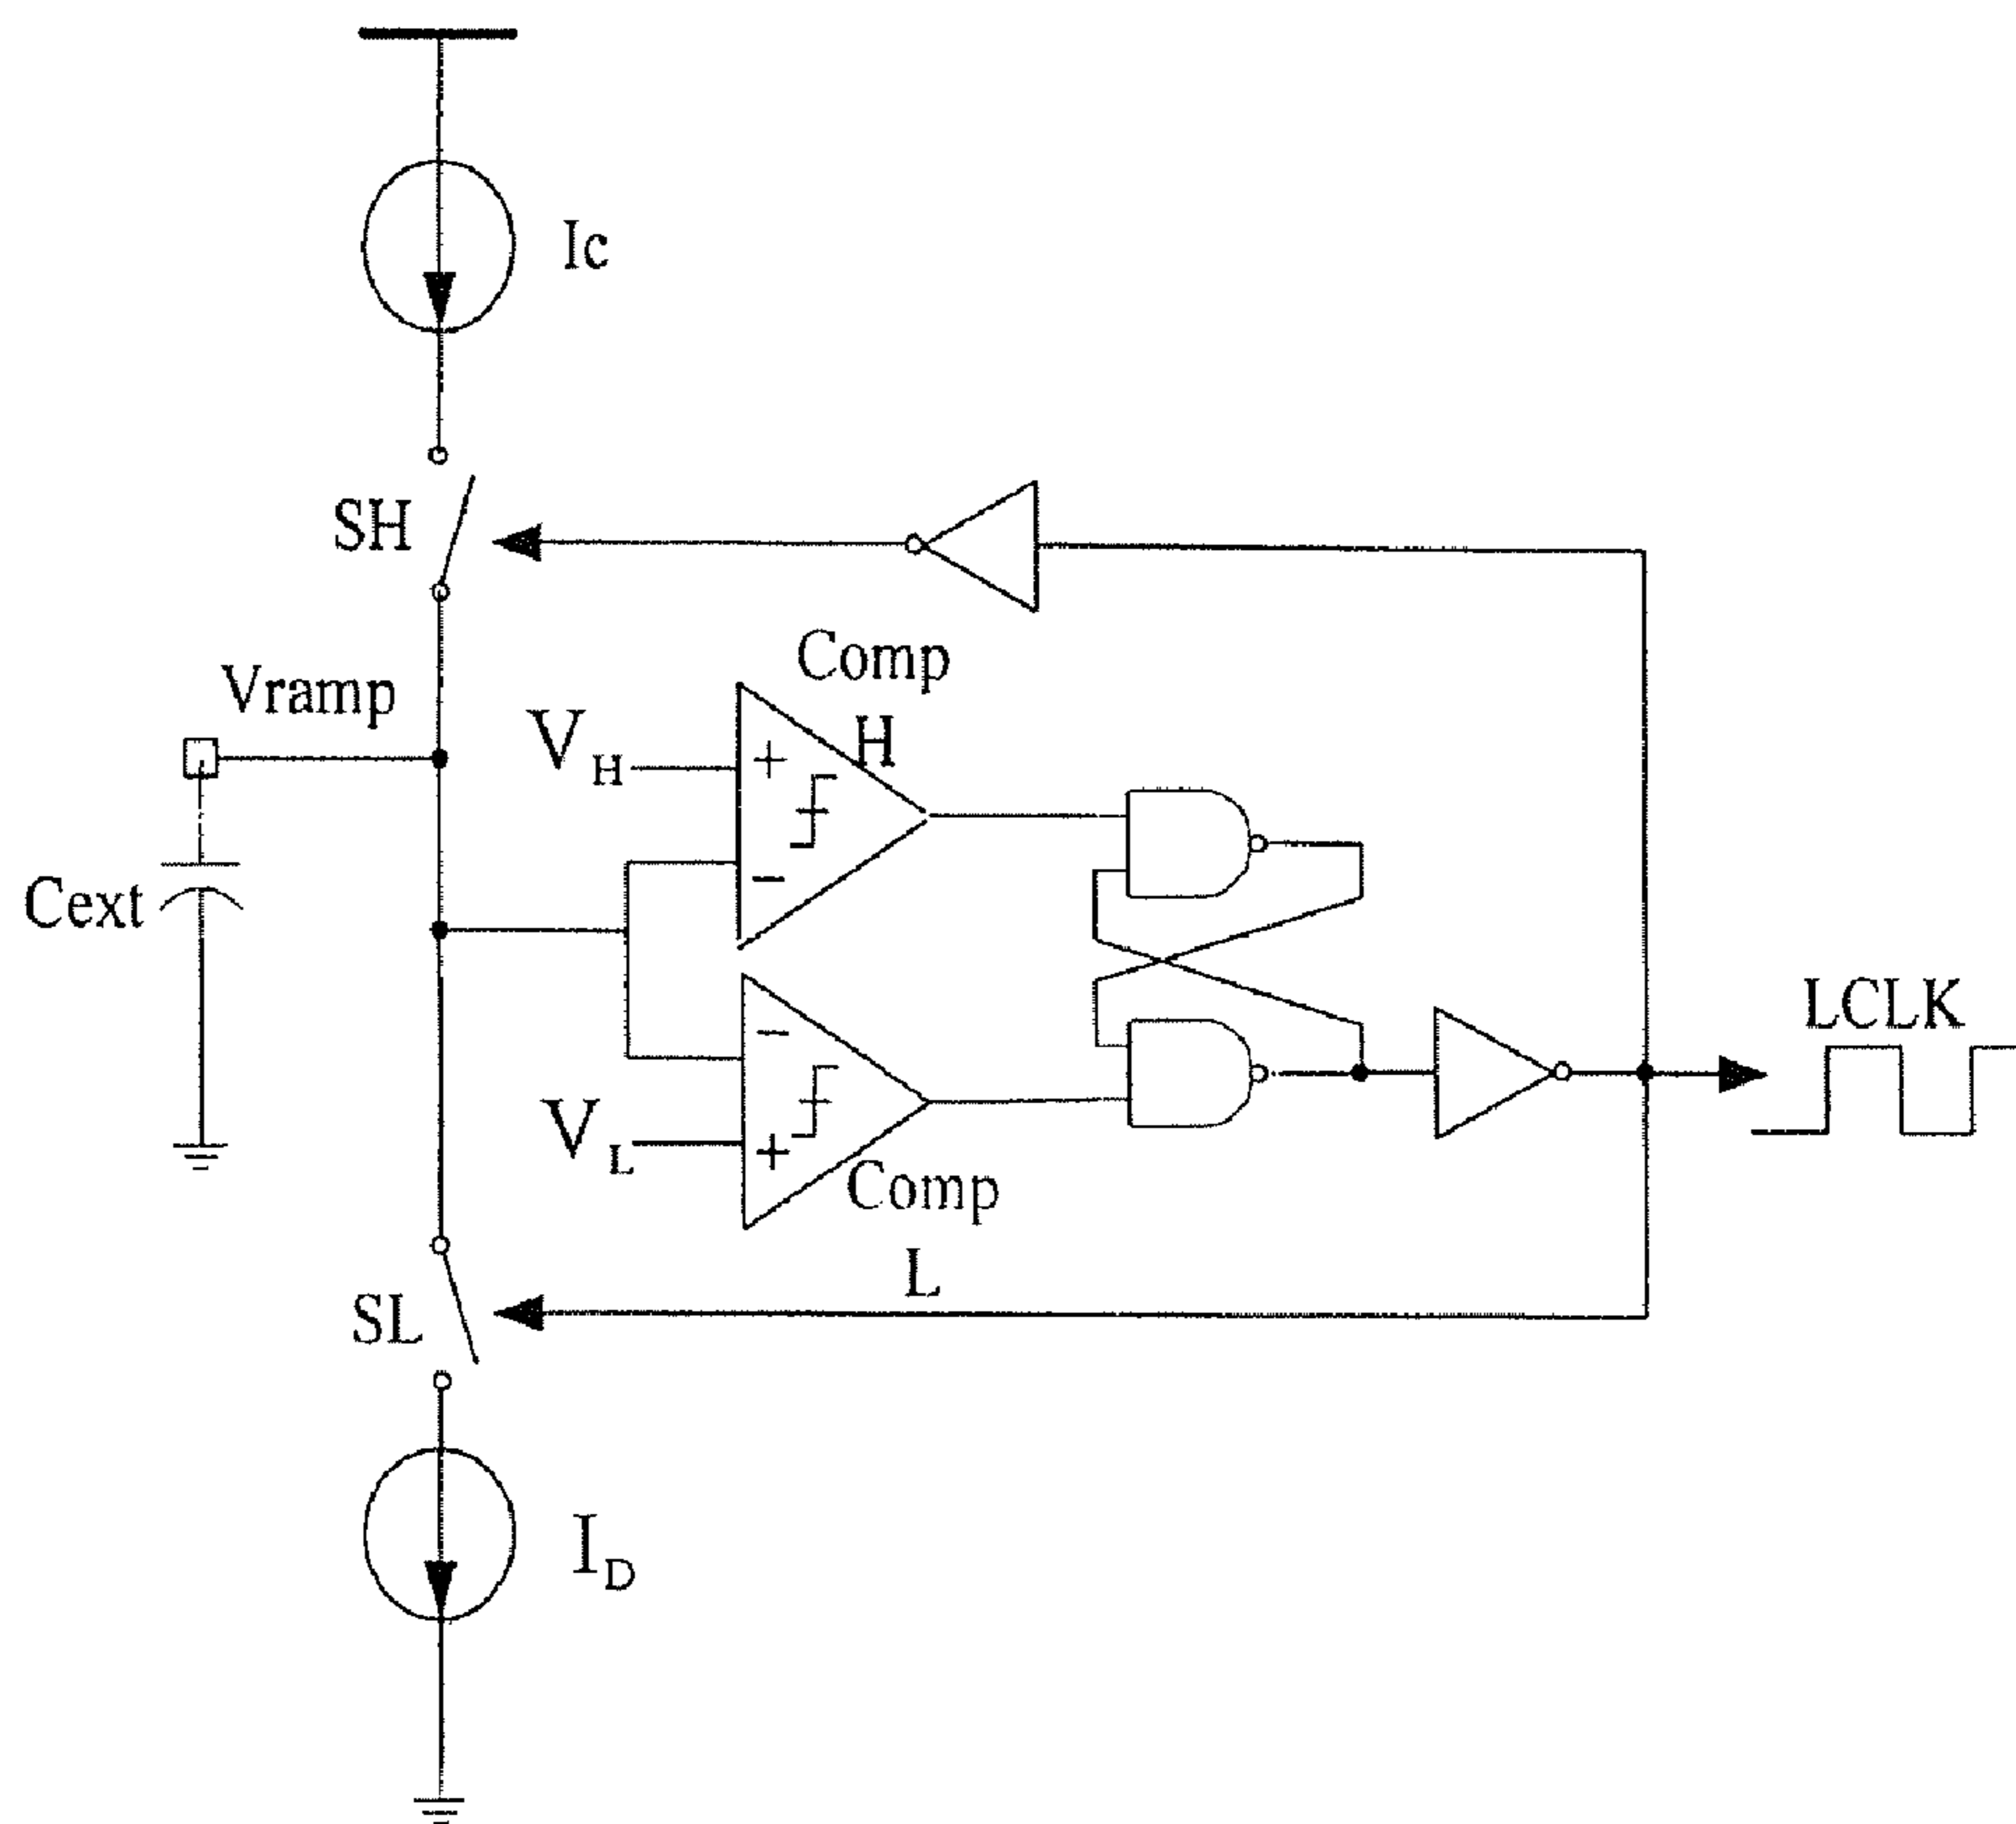 Ic
SH
Comp
H
Vramp
VH
+
−
Cext
−
LCLK
VL
+
Comp
L
SL
ID